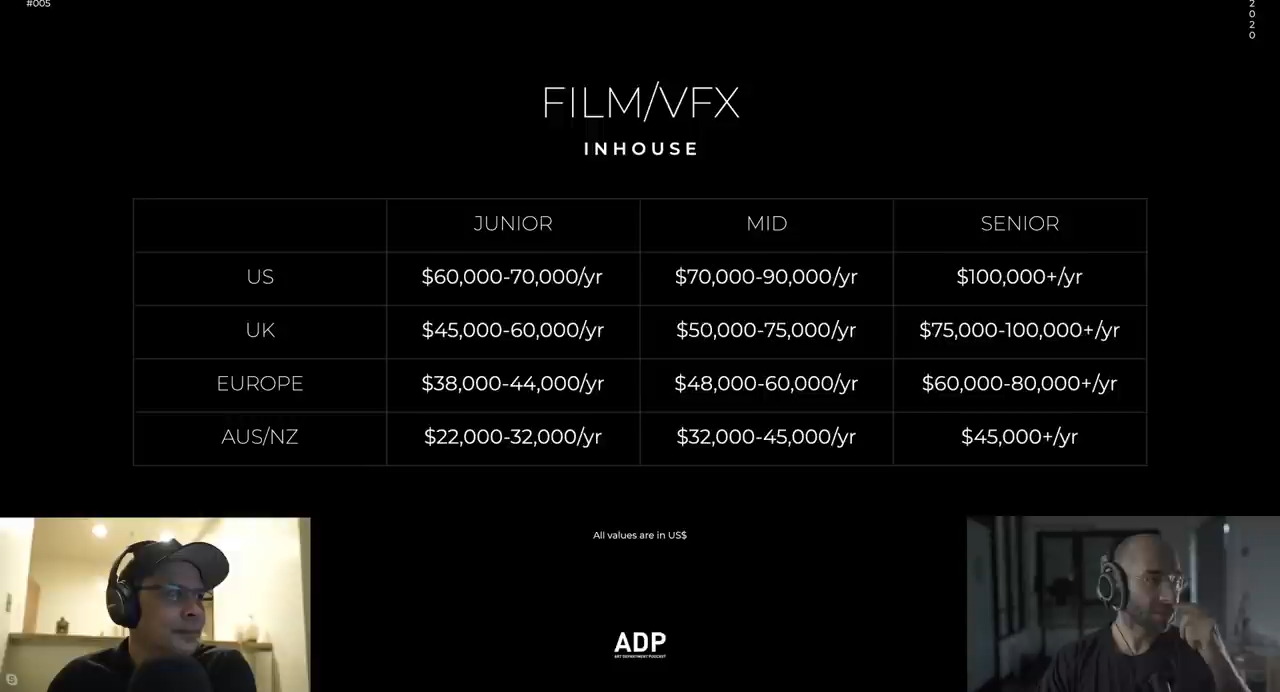 #005
2
0
2
0
FILM/VFX
INHOUSE
JUNIOR MID SENIOR
US $60,000-70,000/yr $70,000-90,000/yr $100,000+/yr
UK $45,000-60,000/yr $50,000-75,000/yr $75,000-100,000+/yr
EUROPE $38,000-44,000/yr $48,000-60,000/yr $60,000-80,000+/yr
AUS/NZ $22,000-32,000/yr $32,000-45,000/yr $45,000+/yr
All values are in US$
ADP
ART DEPARTMENT PODCAST